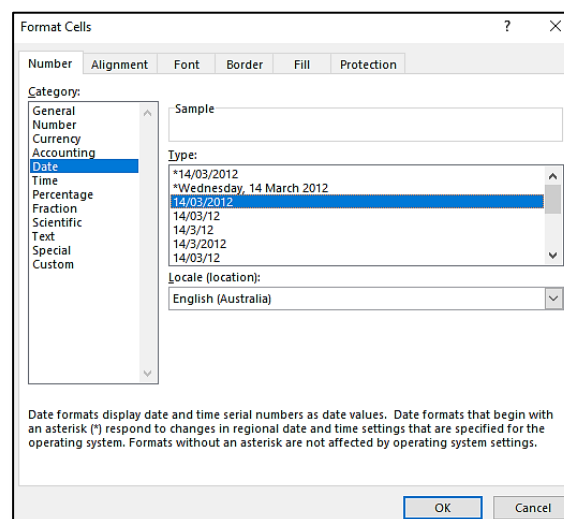 Format Cells
?
Number Alignment Font Border Fill Protection
Category:
General
Number
Currency
Accounting
Date
Time
Percentage
Fraction
Scientific
Text
Special
Custom
Sample
Type:
*14/03/2012
*Wednesday, 14 March 2012
14/03/2012
14/03/12
14/3/12
14/3/2012
14/03/12
Locale (location):
English (Australia)
Date formats display date and time serial numbers as date values. Date formats that begin with
an asterisk (*) respond to changes in regional date and time settings that are specified for the
operating system. Formats without an asterisk are not affected by operating system settings.
OK Cancel